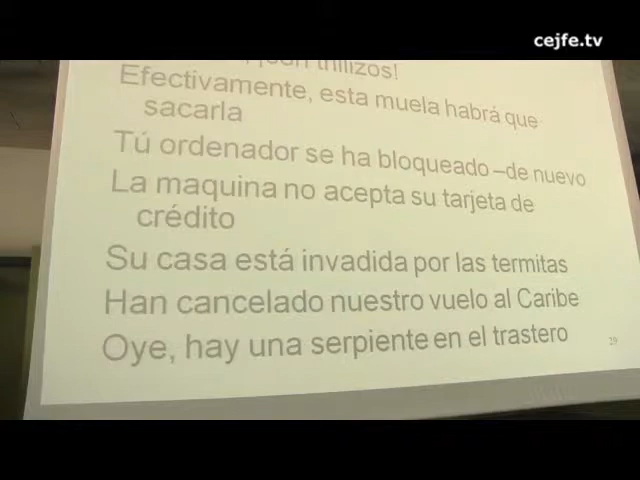 cejfe.tv
trillizos!
Efectivamente, esta muela habrá que
sacarla
Tú ordenador se ha bloqueado –de nuevo
La maquina no acepta su tarjeta de
crédito
Su casa está invadida por las termitas
Han cancelado nuestro vuelo al Caribe
Oye, hay una serpiente en el trastero
29